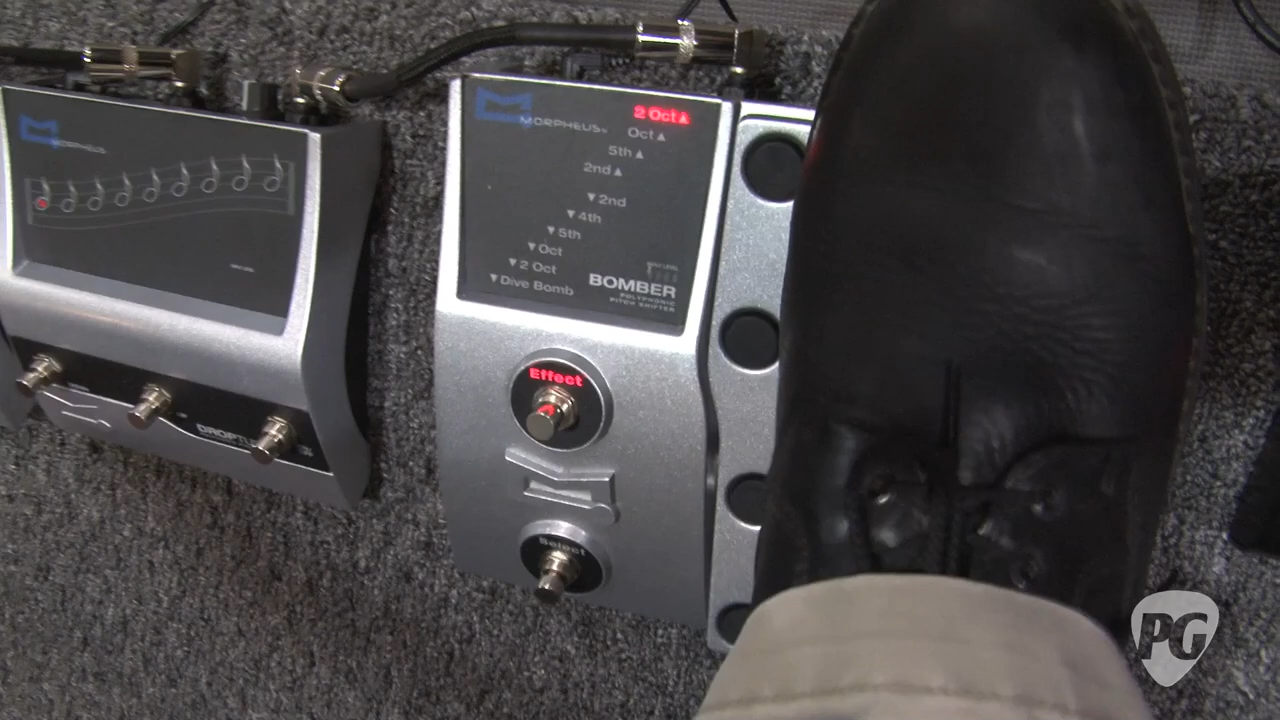 MORPHEUS
MORPHEUS
2 Oct▲
Oct▲
5th▲
2nd▲
▼2nd
▼4th
▼5th
▼Oct
▼2 Oct
▼Dive Bomb
BOMBER
POLYPHONIC
PITCH SHIFTER
Effect
Select
PG